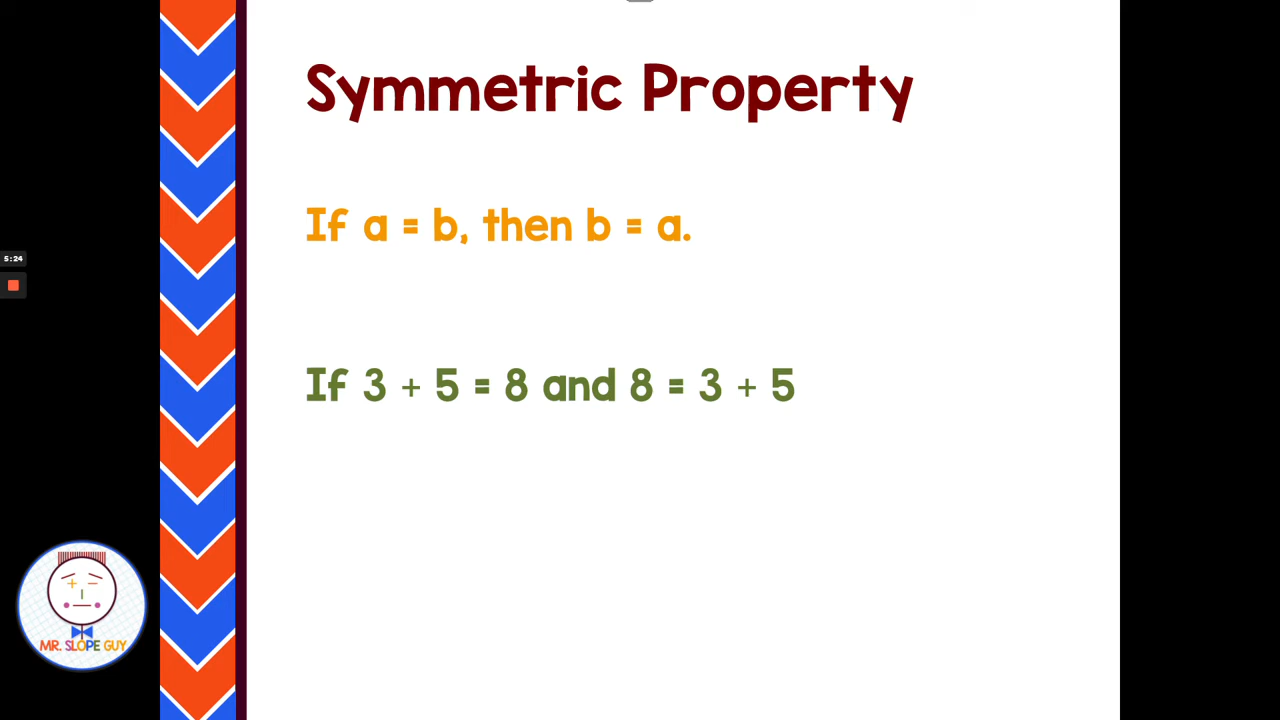 Symmetric Property
If a = b, then b = a.
If 3 + 5 = 8 and 8 = 3 + 5
5:24
MR. SLOPE GUY